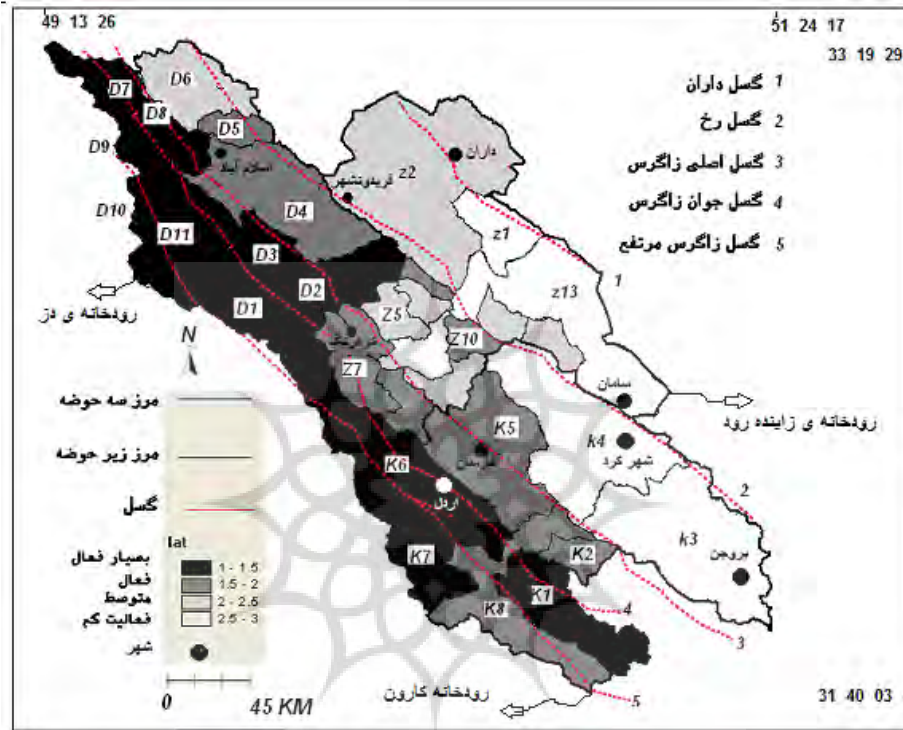 49 13 26
51 24 17
33 19 29
گسل داران 1
گسل رخ 2
گسل اصلی زاگرس 3
گسل جوان زاگرس 4
گسل زاگرس مرتفع 5
D6
D7
D8
D5
D9
اسلام آباد
داران
z2
فریدونشهر
D10
D4
z1
D11
D3
z13
1
D2
D1
Z5
رودخانه ی دز
Z10
N
Z7
سامان
رودخانه ی زاینده رود
مرز سه حوضه
K5
k4
شهر کرد
مرز زیر حوضه
K6
2
اردل
گسل
k3
بروجن
Iat
بسیار فعال 1 - 1.5
فعال 1.5 - 2
متوسط 2 - 2.5
فعالیت کم 2.5 - 3
K7
K2
K1
K8
4
3
شهر
0 45 KM
رودخانه کارون
5
31 40 03